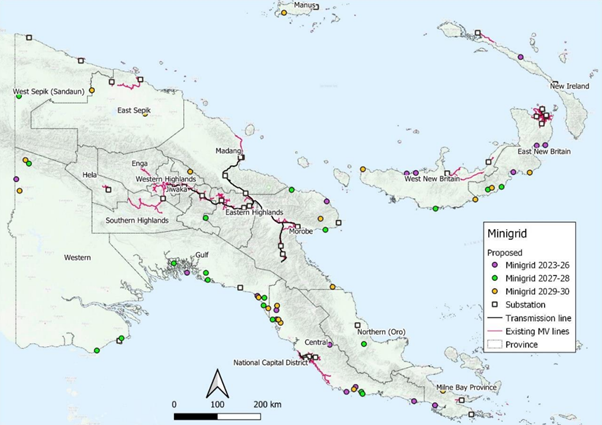 Manus
West Sepik (Sandaun)
New Ireland
East Sepik
Madang
East New Britain
Enga
Western Highlands
West New Britain
Hela
Jiwaka
Eastern Highlands
Southern Highlands
Morobe
Western
Gulf
Northern (Oro)
Central
National Capital District
Milne Bay Province
Minigrid
Proposed
Minigrid 2023-26
Minigrid 2027-28
Minigrid 2029-30
Substation
Transmission line
Existing MV lines
Province
0 100 200 km